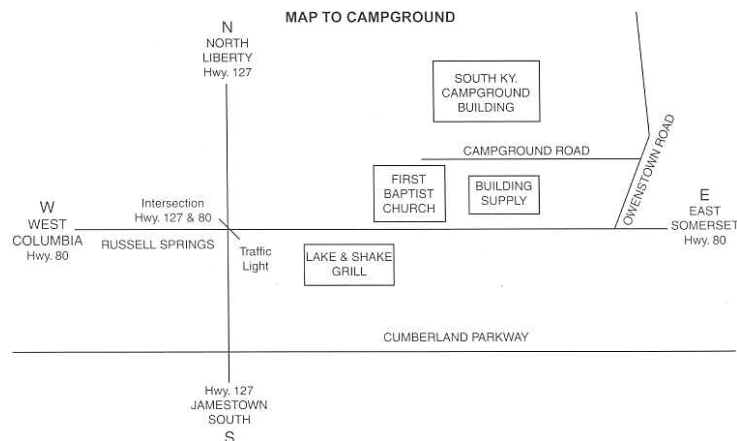 MAP TO CAMPGROUND
N
NORTH
LIBERTY
Hwy. 127
SOUTH KY.
CAMPGROUND
BUILDING
CAMPGROUND ROAD
OWENSTOWN ROAD
FIRST
BAPTIST
CHURCH
BUILDING
SUPPLY
W
WEST
COLUMBIA
Hwy. 80
Intersection
Hwy. 127 & 80
E
EAST
SOMERSET
Hwy. 80
RUSSELL SPRINGS
Traffic
Light
LAKE & SHAKE
GRILL
CUMBERLAND PARKWAY
Hwy. 127
JAMESTOWN
SOUTH
S